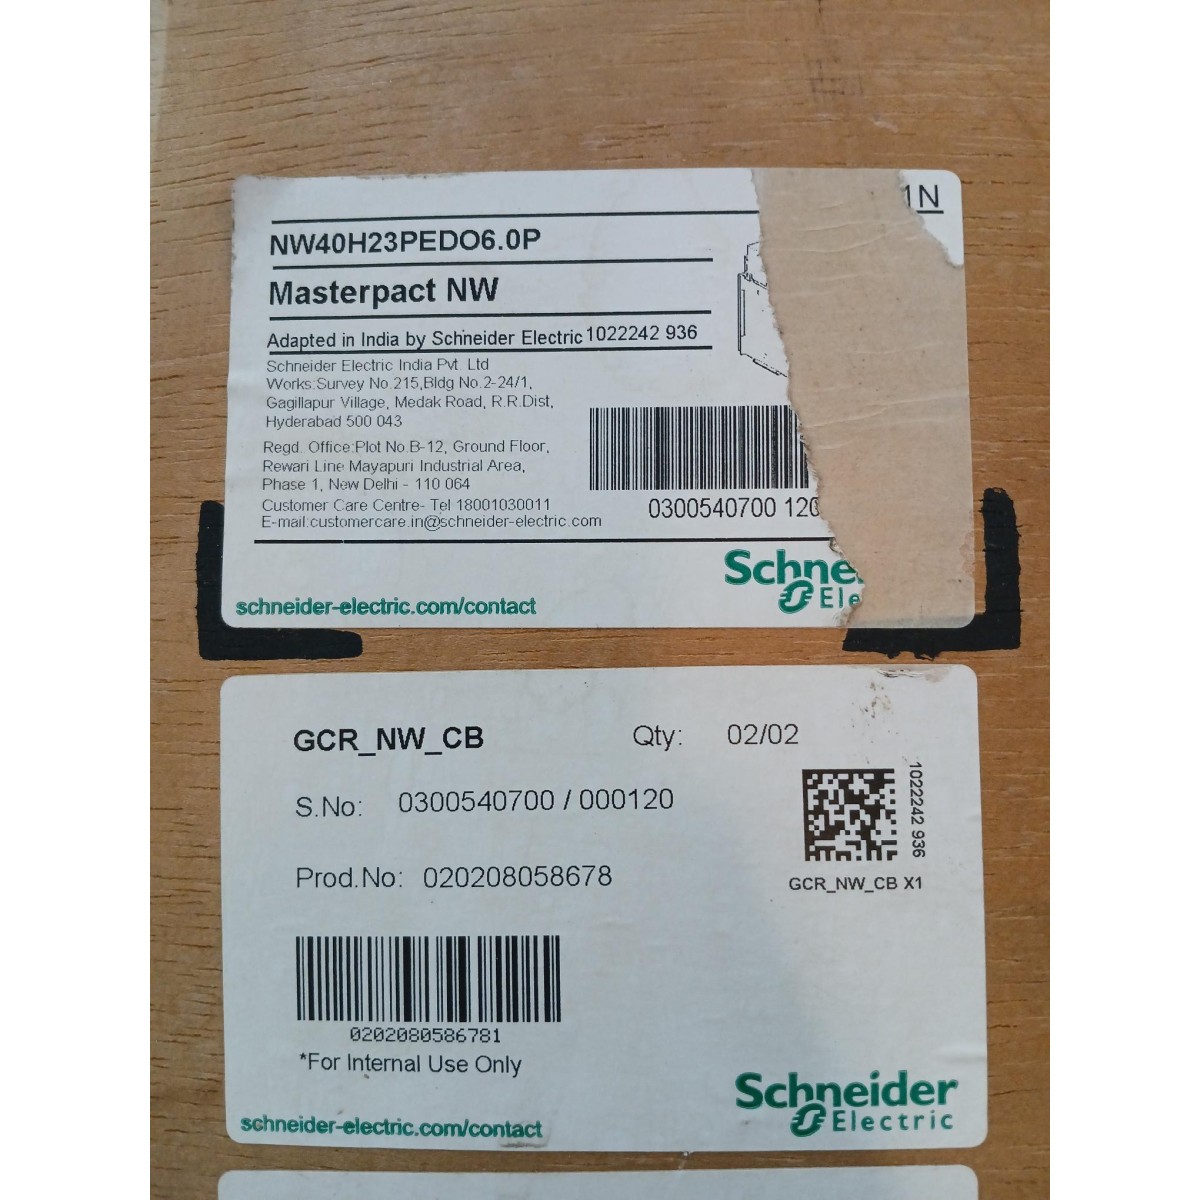 1N
NW40H23PEDO6.0P
Masterpact NW
Adapted in India by Schneider Electric 1022242 936
Schneider Electric India Pvt. Ltd
Works:Survey No.215,Bldg No.2-24/1,
Gagillapur Village, Medak Road, R.R.Dist,
Hyderabad 500 043
Regd. Office:Plot No.B-12, Ground Floor,
Rewari Line Mayapuri Industrial Area,
Phase 1, New Delhi - 110 064
Customer Care Centre- Tel 18001030011
E-mail:customercare.in@schneider-electric.com
0300540700 120
Schne
Ele
schneider-electric.com/contact
GCR_NW_CB Qty: 02/02
S.No: 0300540700 / 000120
1022242 936
Prod.No: 020208058678
GCR_NW_CB X1
0202080586781
*For Internal Use Only
Schneider
Electric
schneider-electric.com/contact